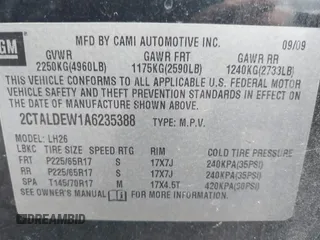 GM
MFD BY CAMI AUTOMOTIVE INC. 09/09
GVWR GAWR FRT GAWR RR
2250KG(4960LB) 1175KG(2590LB) 1240KG(2733LB)
THIS VEHICLE CONFORMS TO ALL APPLICABLE U.S. FEDERAL MOTOR
VEHICLE SAFETY AND THEFT PREVENTION STANDARDS IN EFFECT ON
THE DATE OF MANUFACTURE SHOWN ABOVE.
2CTALDEW1A6235388 TYPE: M.P.V.
MODEL: LH26
LBKC TIRE SIZE SPEED RTG RIM COLD TIRE PRESSURE
FRT P225/65R17 S 17X7J 240KPA(35PSI)
RR P225/65R17 S 17X7J 240KPA(35PSI)
SPA T145/70R17 M 17X4.5T 420KPA(60PSI)
SEE OWNER'S MANUAL FOR MORE INFORMATION.
DREAMBID